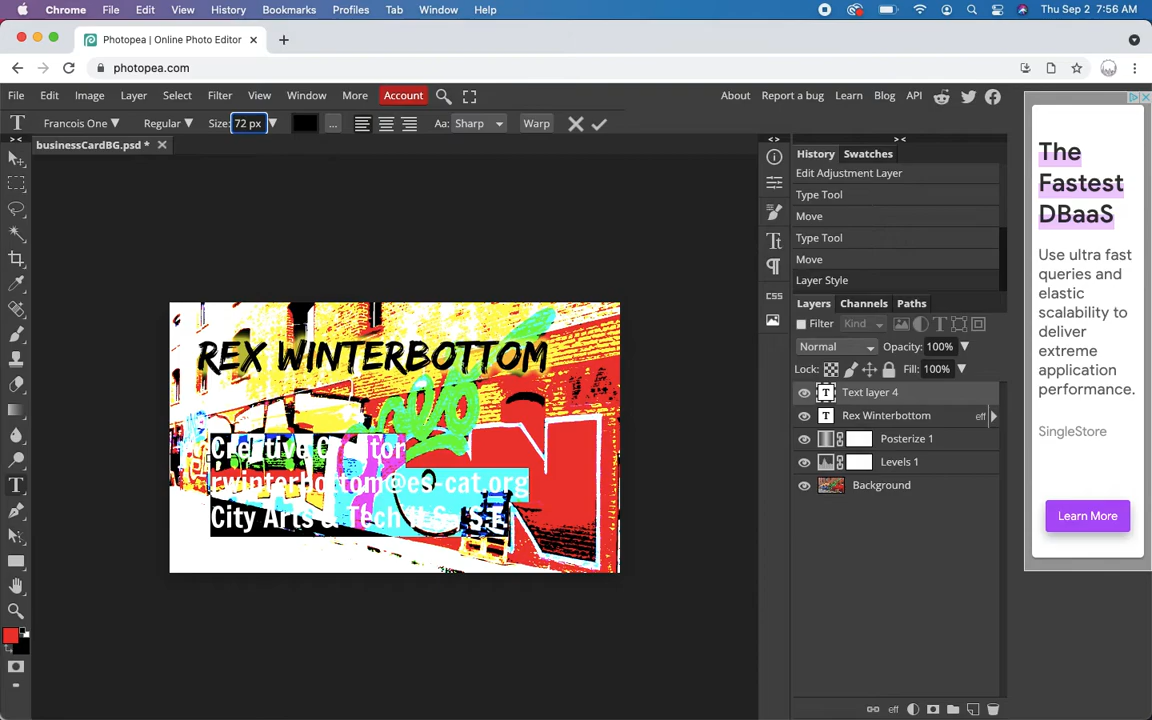 Chrome File Edit View History Bookmarks Profiles Tab Window Help Thu Sep 2 7:56 AM
Photopea | Online Photo Editor
photopea.com
File Edit Image Layer Select Filter View Window More Account About Report a bug Learn Blog API
Francois One Regular Size: 72 px ... Aa: Sharp Warp
businessCardBG.psd *
History Swatches
Edit Adjustment Layer
Type Tool
Move
Type Tool
Move
Layer Style
Layers Channels Paths
Filter Kind
Normal Opacity: 100%
Lock: Fill: 100%
Text layer 4
Rex Winterbottom eff
Posterize 1
Levels 1
Background
eff
CSS
REX WINTERBOTTOM
Creative
rwinterbottom@es-cat.org
City Arts & Tech H.S., S.F.
The
Fastest
DBaaS
Use ultra fast
queries and
elastic
scalability to
deliver
extreme
application
performance.
SingleStore
Learn More